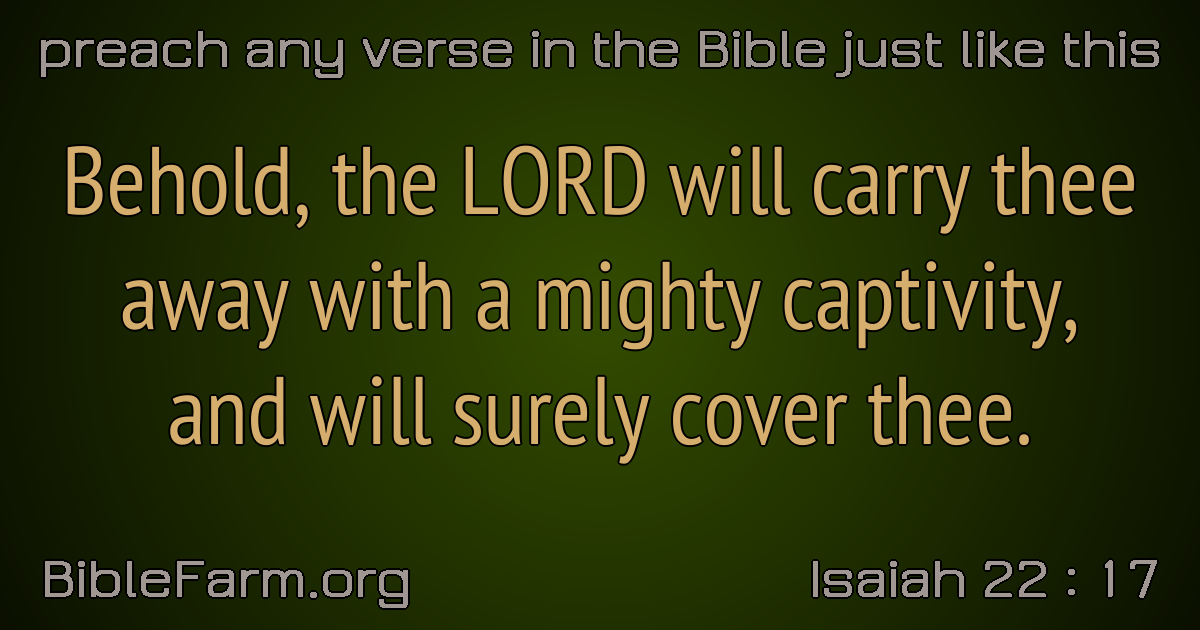 preach any verse in the Bible just like this
Behold, the LORD will carry thee
away with a mighty captivity,
and will surely cover thee.
BibleFarm.org
Isaiah 22 : 17